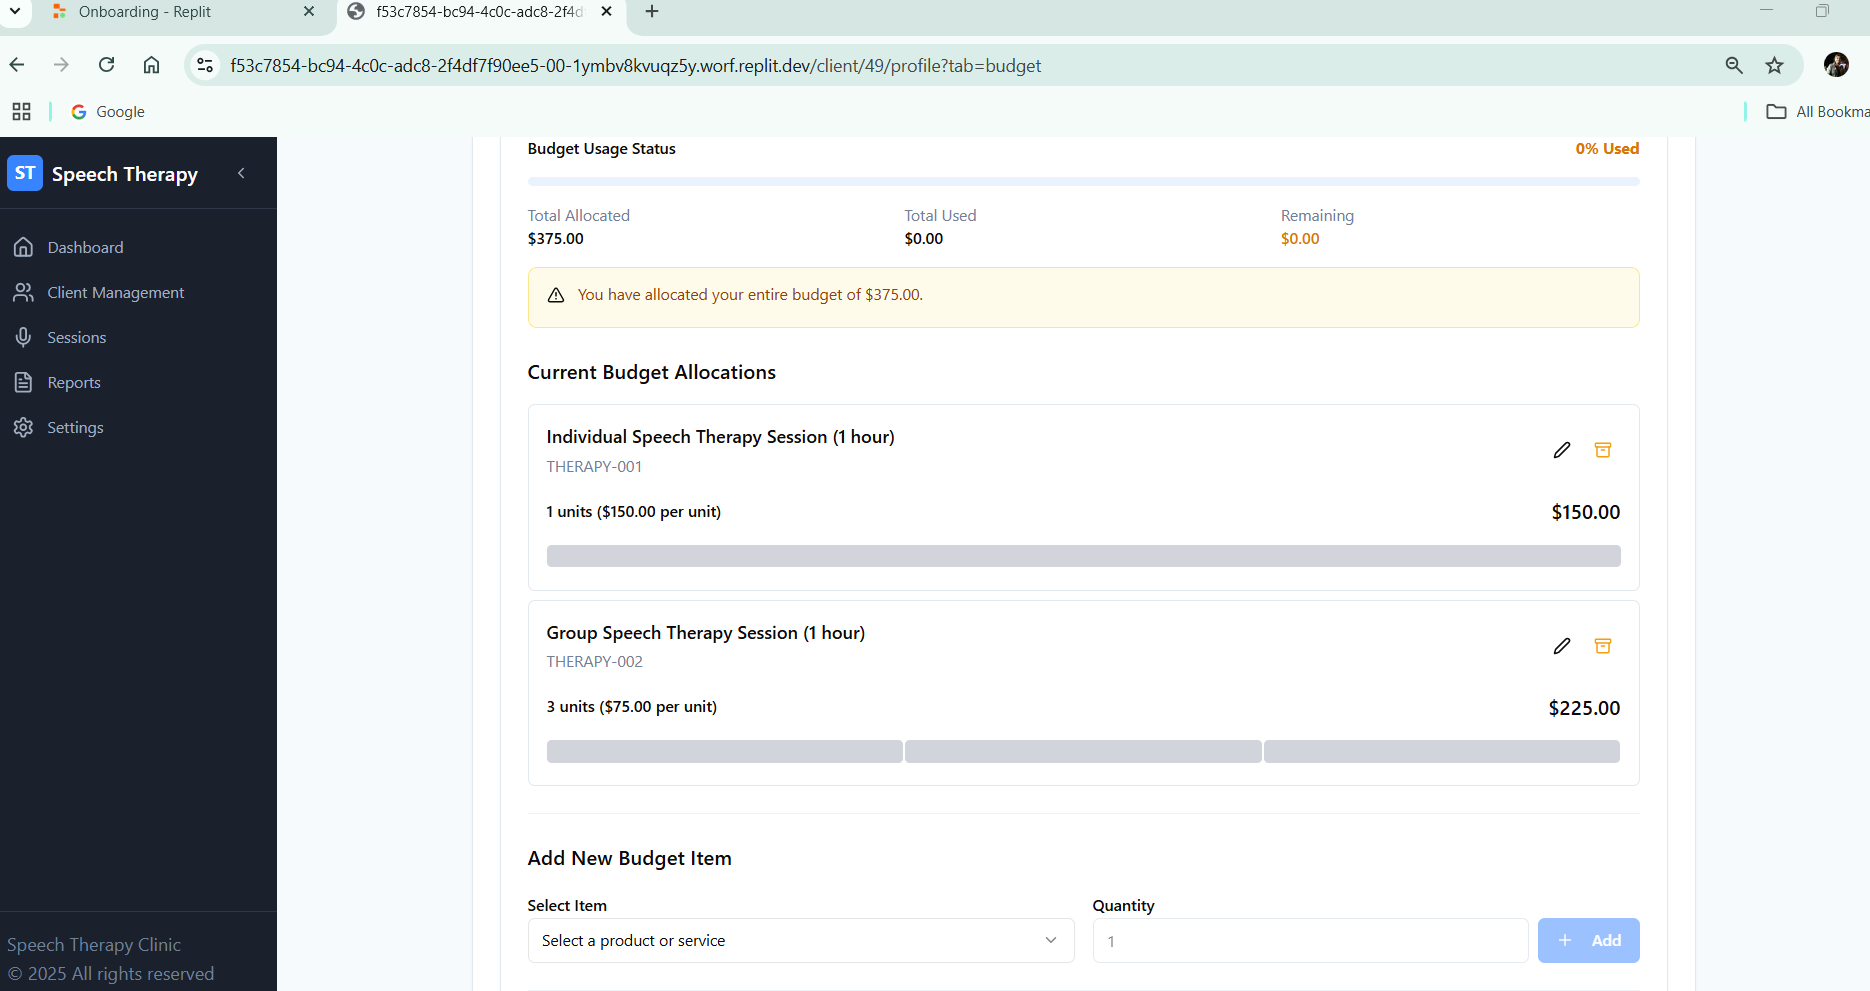 Onboarding - Replit
f53c7854-bc94-4c0c-adc8-2f4d
f53c7854-bc94-4c0c-adc8-2f4df7f90ee5-00-1ymbv8kvuqz5y.worf.replit.dev/client/49/profile?tab=budget
Google
All Bookma
ST
Speech Therapy
Dashboard
Client Management
Sessions
Reports
Settings
Speech Therapy Clinic
© 2025 All rights reserved
Budget Usage Status
0% Used
Total Allocated
Total Used
Remaining
$375.00
$0.00
$0.00
You have allocated your entire budget of $375.00.
Current Budget Allocations
Individual Speech Therapy Session (1 hour)
THERAPY-001
1 units ($150.00 per unit)
$150.00
Group Speech Therapy Session (1 hour)
THERAPY-002
3 units ($75.00 per unit)
$225.00
Add New Budget Item
Select Item
Quantity
Select a product or service
1
Add